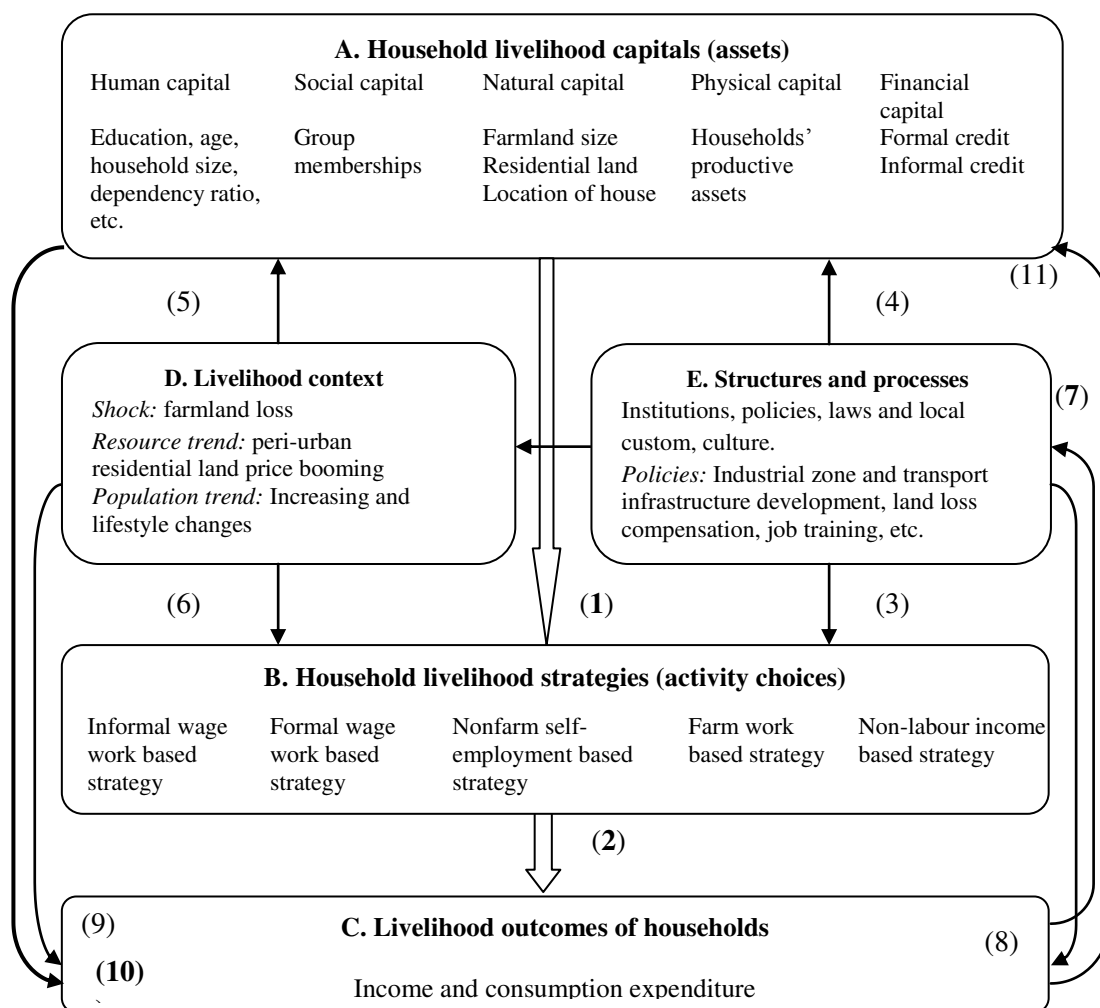 A. Household livelihood capitals (assets)
Human capital
Education, age,
household size,
dependency ratio,
etc.
Social capital
Group
memberships
Natural capital
Farmland size
Residential land
Location of house
Physical capital
Households’
productive
assets
Financial
capital
Formal credit
Informal credit
(11)
(5)
(4)
D. Livelihood context
Shock: farmland loss
Resource trend: peri-urban
residential land price booming
Population trend: Increasing and
lifestyle changes
E. Structures and processes
Institutions, policies, laws and local
custom, culture.
Policies: Industrial zone and transport
infrastructure development, land loss
compensation, job training, etc.
(7)
(6)
(1)
(3)
B. Household livelihood strategies (activity choices)
Informal wage
work based
strategy
Formal wage
work based
strategy
Nonfarm self-
employment based
strategy
Farm work
based strategy
Non-labour income
based strategy
(2)
(9)
C. Livelihood outcomes of households
(8)
(10)
)
Income and consumption expenditure